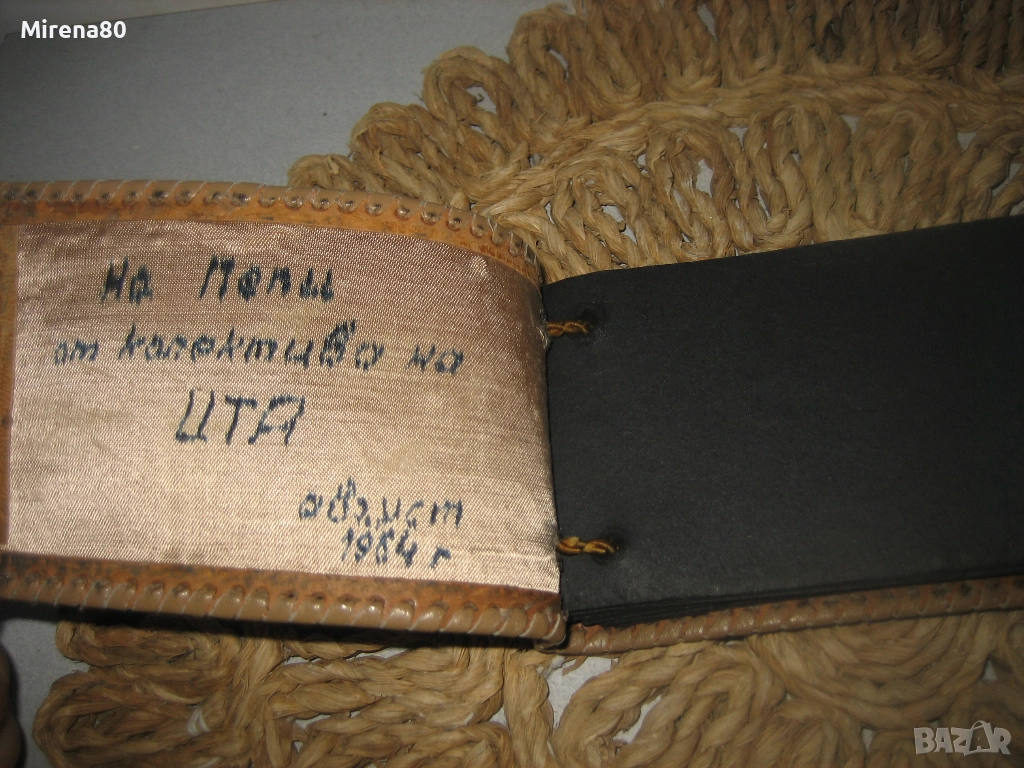 Mirena80
на Пепи
от колектива на
ЦТА
август
1984 г
BAZAR